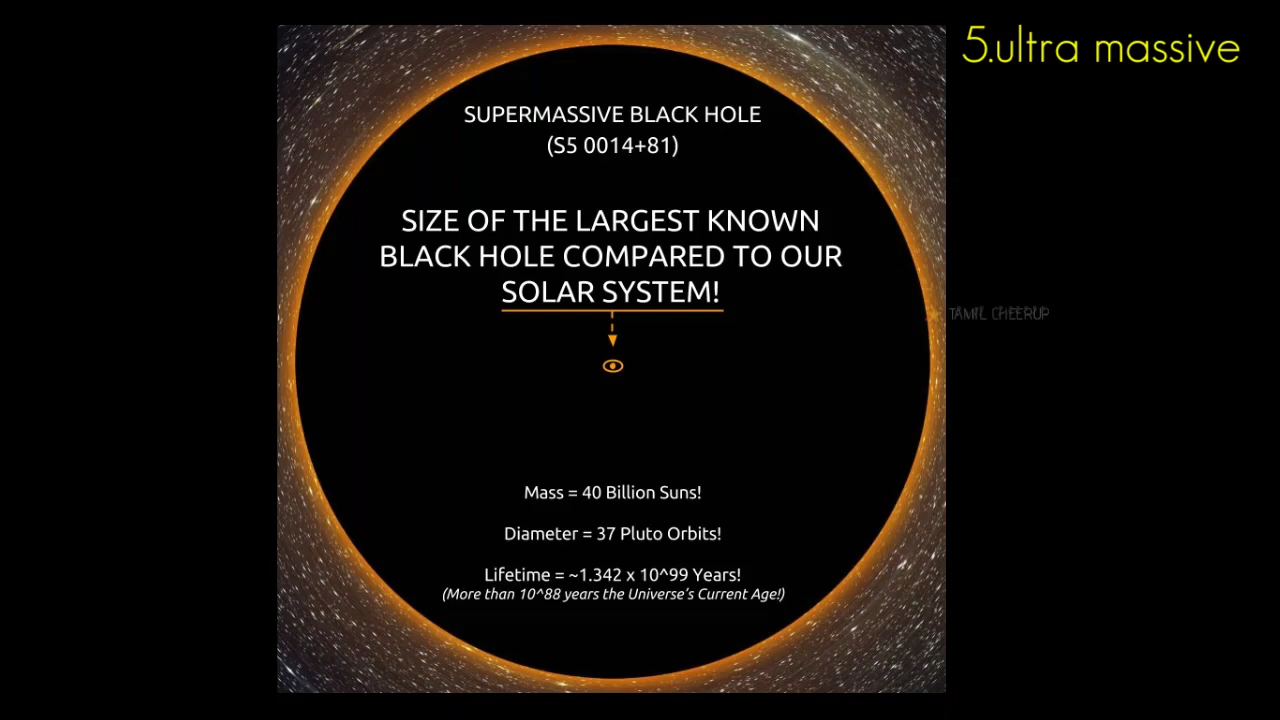 5.ultra massive
SUPERMASSIVE BLACK HOLE
(S5 0014+81)
SIZE OF THE LARGEST KNOWN
BLACK HOLE COMPARED TO OUR
SOLAR SYSTEM!
TAMIL CHEERUP
Mass = 40 Billion Suns!
Diameter = 37 Pluto Orbits!
Lifetime = ~1.342 x 10^99 Years!
(More than 10^88 years the Universe's Current Age!)